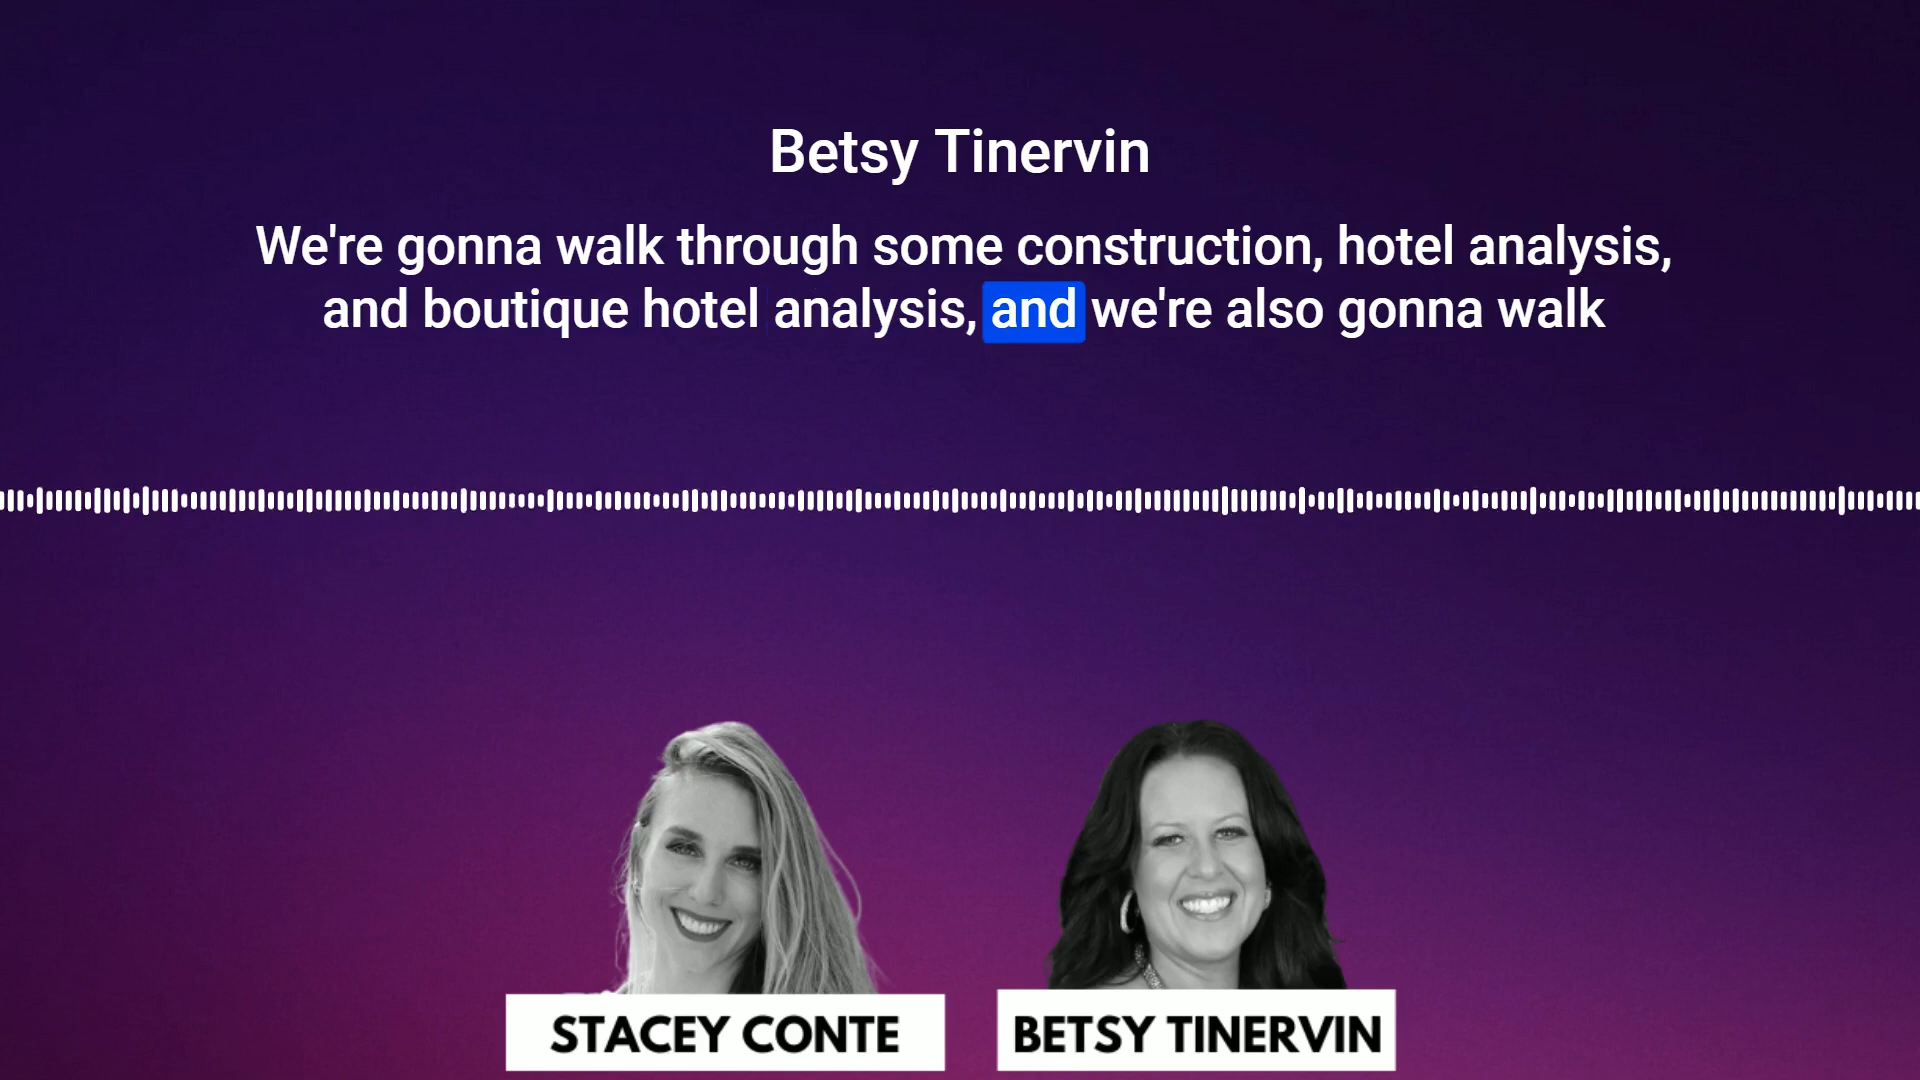 Betsy Tinervin
We're gonna walk through some construction, hotel analysis,
and boutique hotel analysis, and we're also gonna walk
STACEY CONTE
BETSY TINERVIN